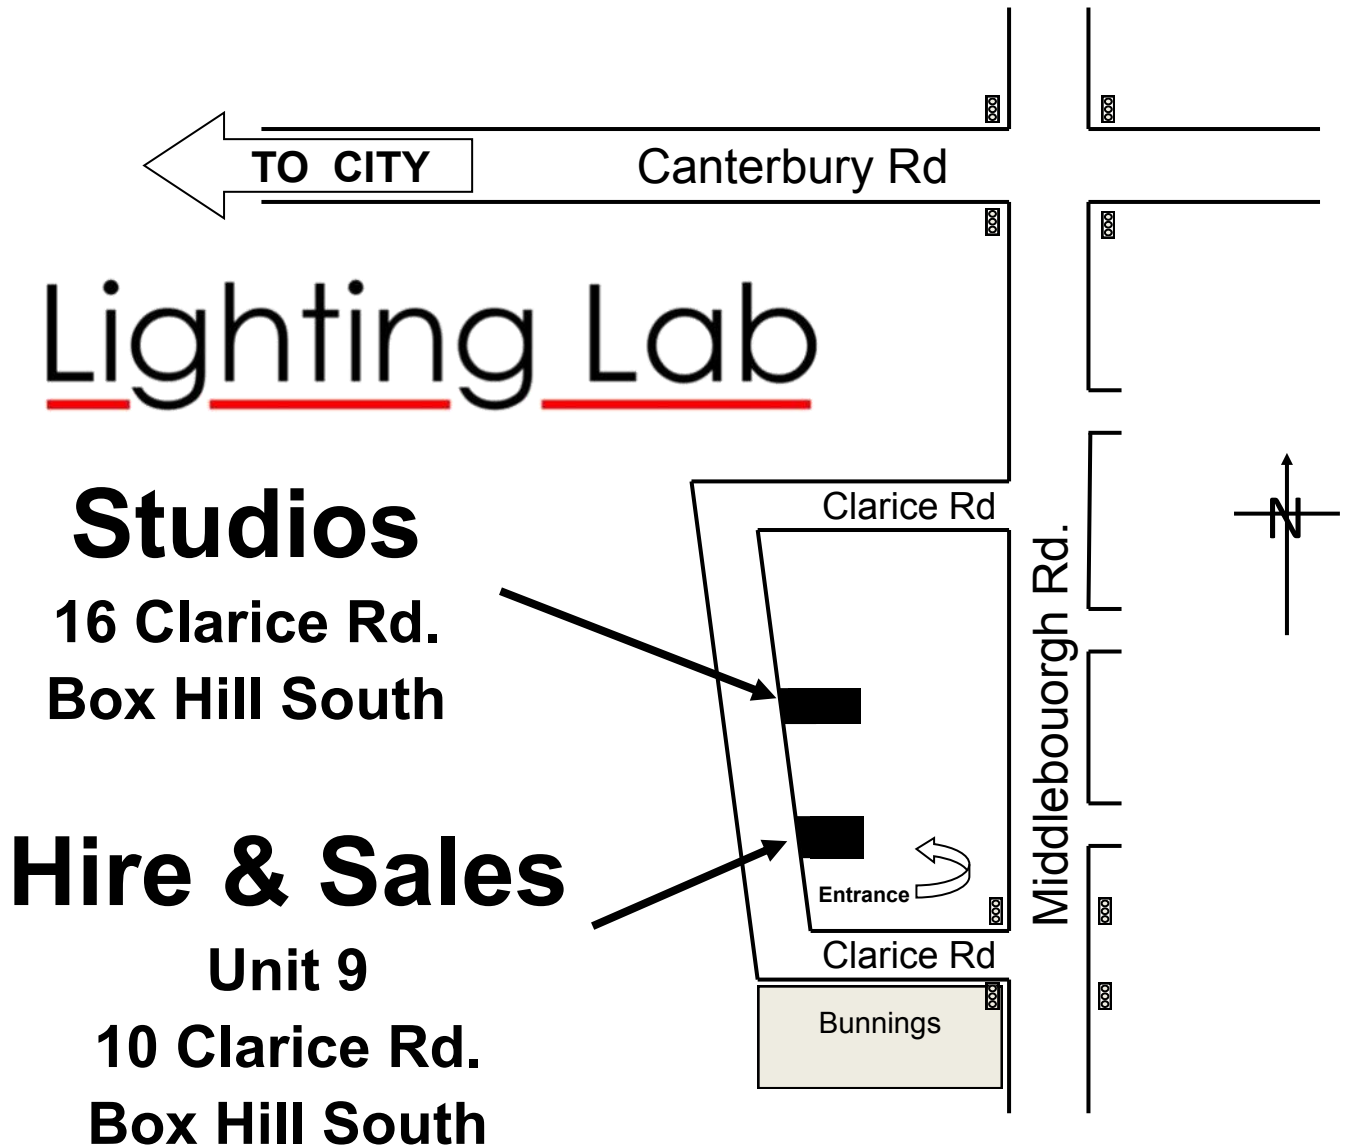 TO CITY
Canterbury Rd
Lighting Lab
Studios
16 Clarice Rd.
Box Hill South
Clarice Rd
Middlebouorgh Rd.
N
Hire & Sales
Unit 9
10 Clarice Rd.
Box Hill South
Entrance
Clarice Rd
Bunnings